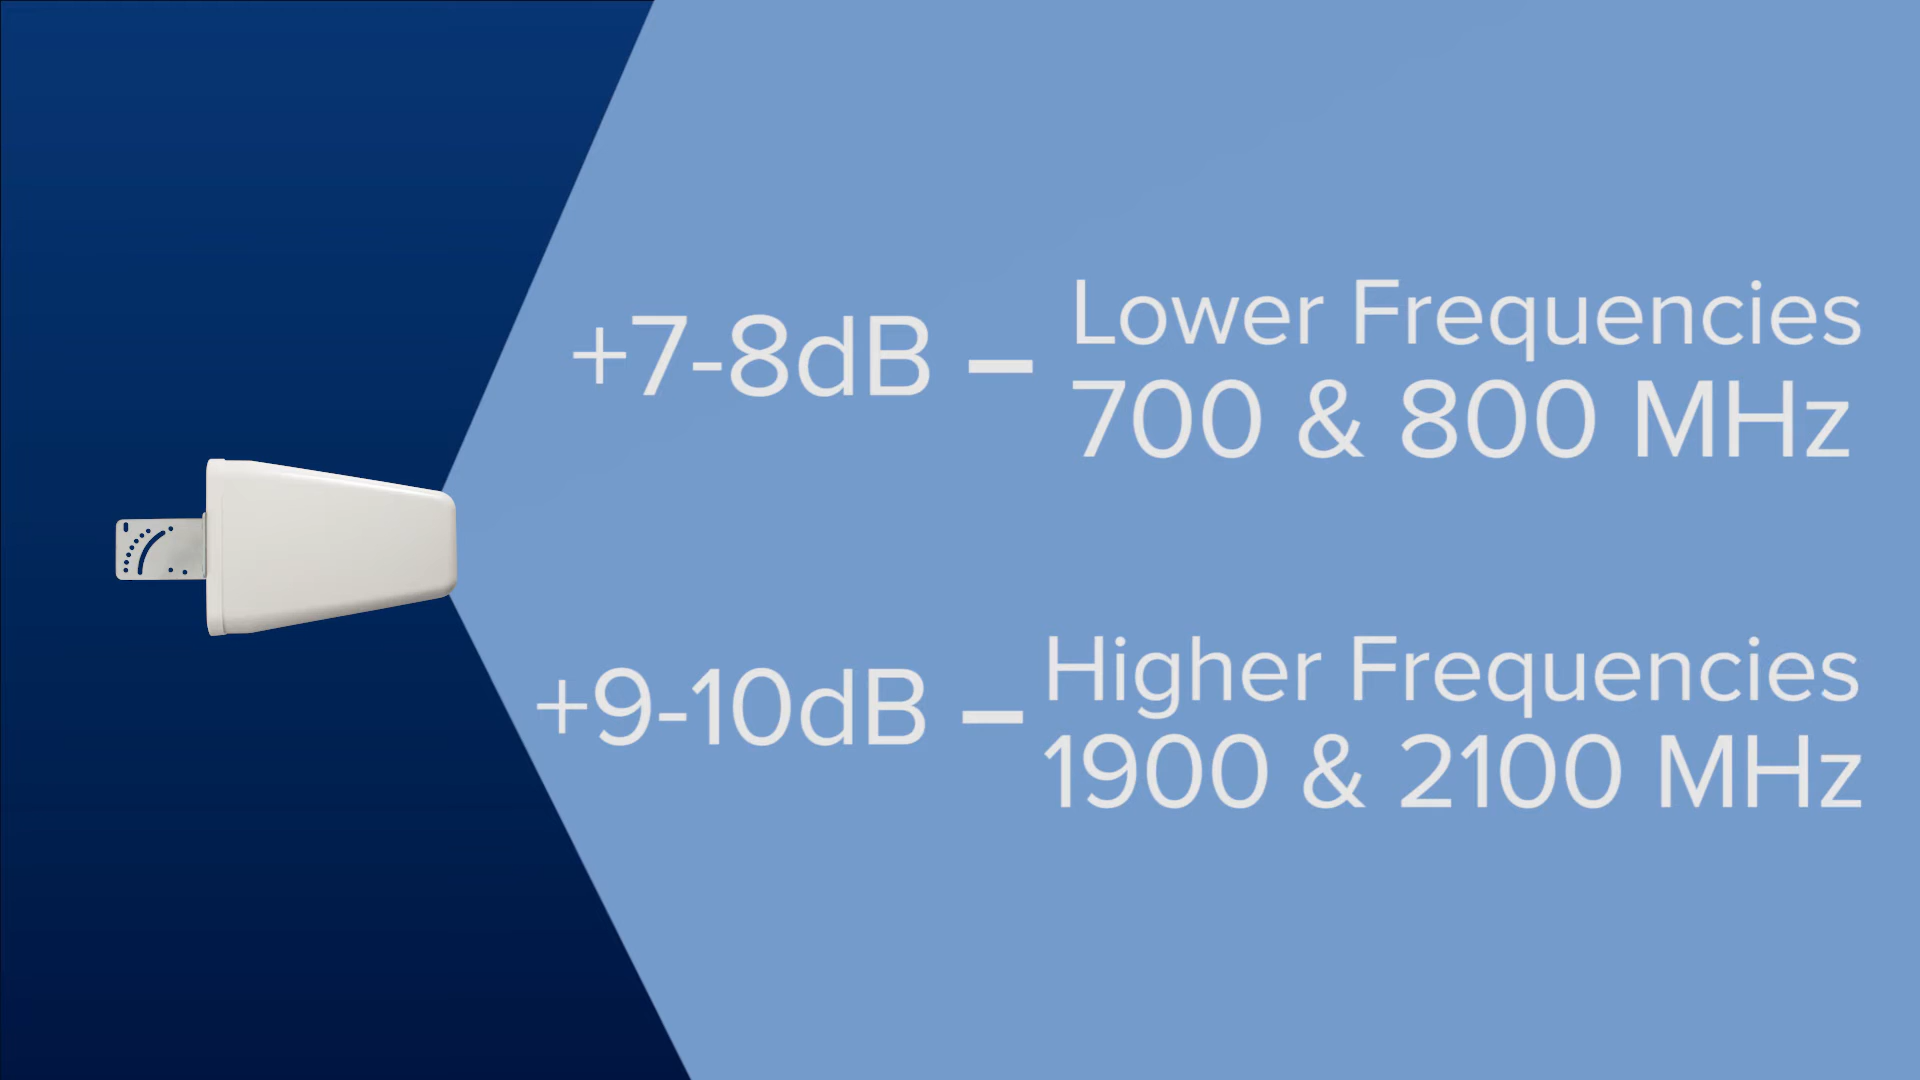 +7-8dB – Lower Frequencies
700 & 800 MHz
+9-10dB – Higher Frequencies
1900 & 2100 MHz